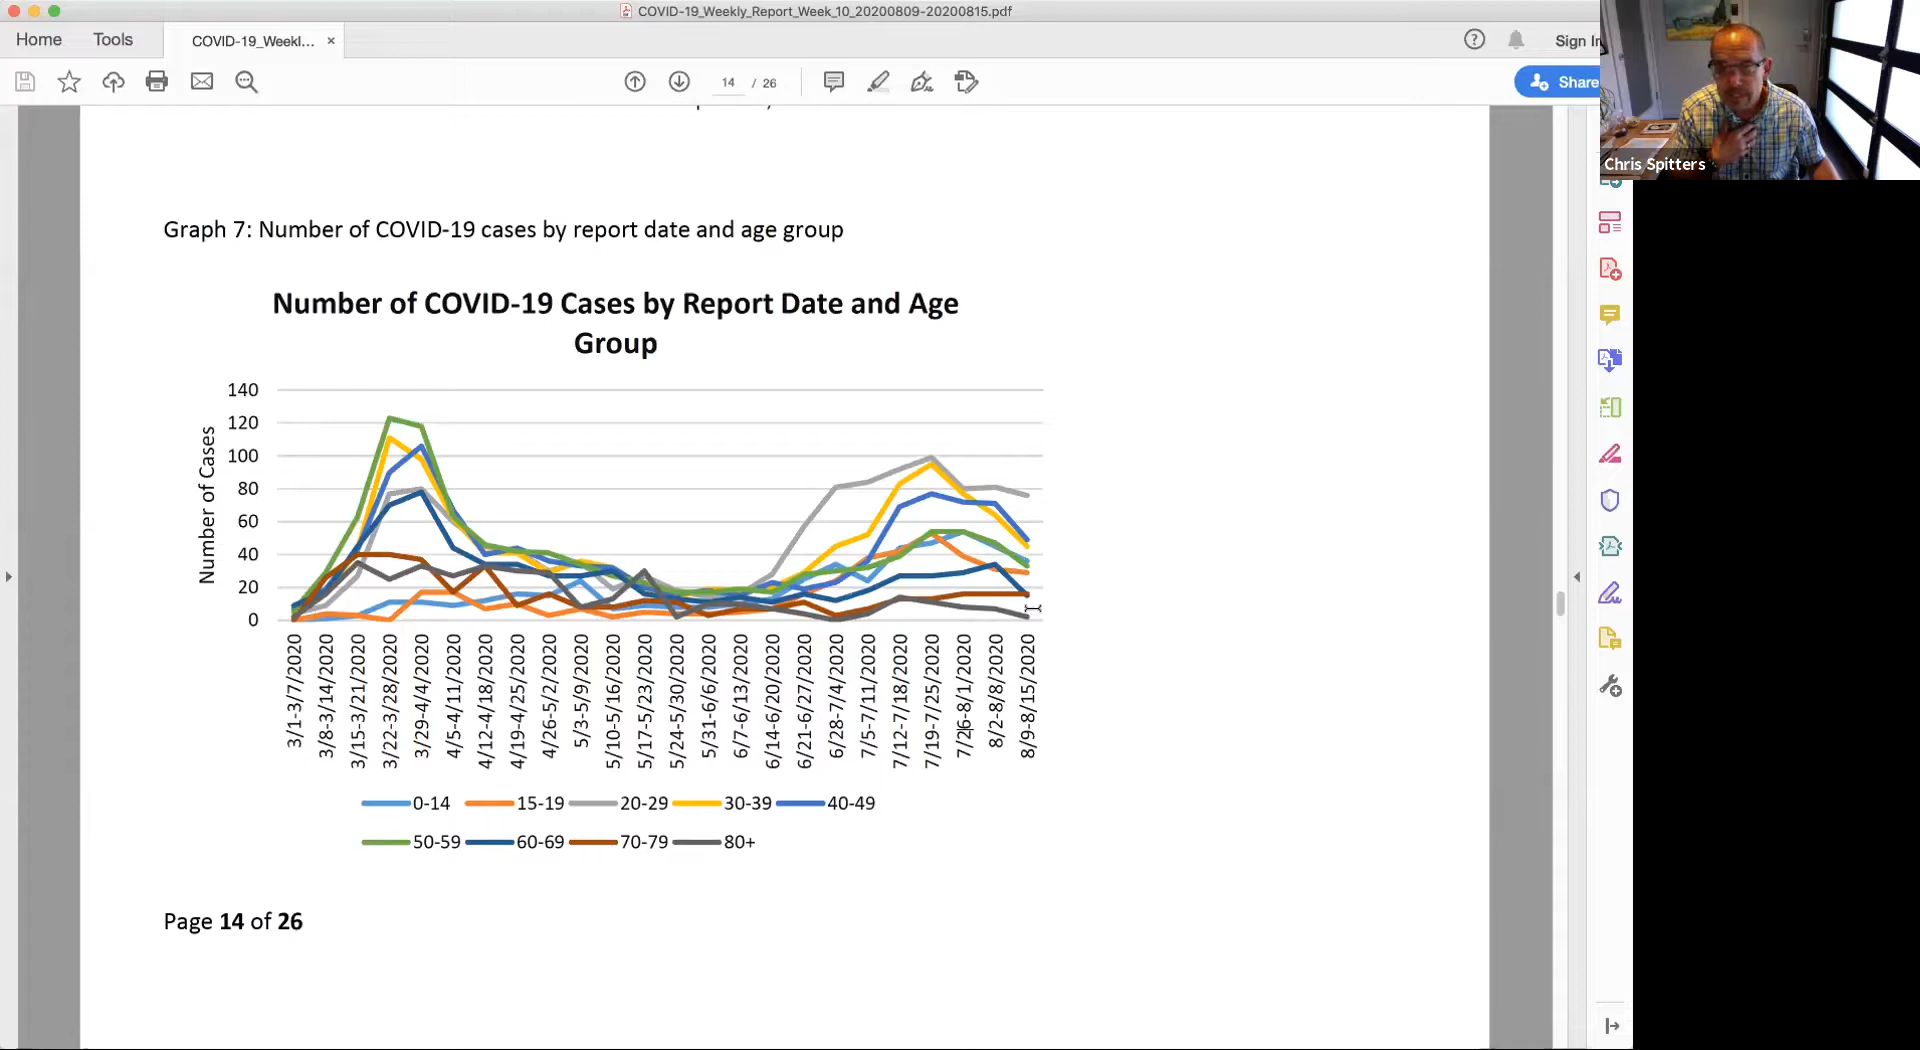 COVID-19_Weekly_Report_Week_10_20200809-20200815.pdf
Home
Tools
COVID-19_Weekl... ×
Sign In
14 / 26
Share
Chris Spitters
Graph 7: Number of COVID-19 cases by report date and age group
Number of COVID-19 Cases by Report Date and Age
Group
Number of Cases
140
120
100
80
60
40
20
0
3/1-3/7/2020
3/8-3/14/2020
3/15-3/21/2020
3/22-3/28/2020
3/29-4/4/2020
4/5-4/11/2020
4/12-4/18/2020
4/19-4/25/2020
4/26-5/2/2020
5/3-5/9/2020
5/10-5/16/2020
5/17-5/23/2020
5/24-5/30/2020
5/31-6/6/2020
6/7-6/13/2020
6/14-6/20/2020
6/21-6/27/2020
6/28-7/4/2020
7/5-7/11/2020
7/12-7/18/2020
7/19-7/25/2020
7/26-8/1/2020
8/2-8/8/2020
8/9-8/15/2020
0-14 15-19 20-29 30-39 40-49
50-59 60-69 70-79 80+
Page 14 of 26